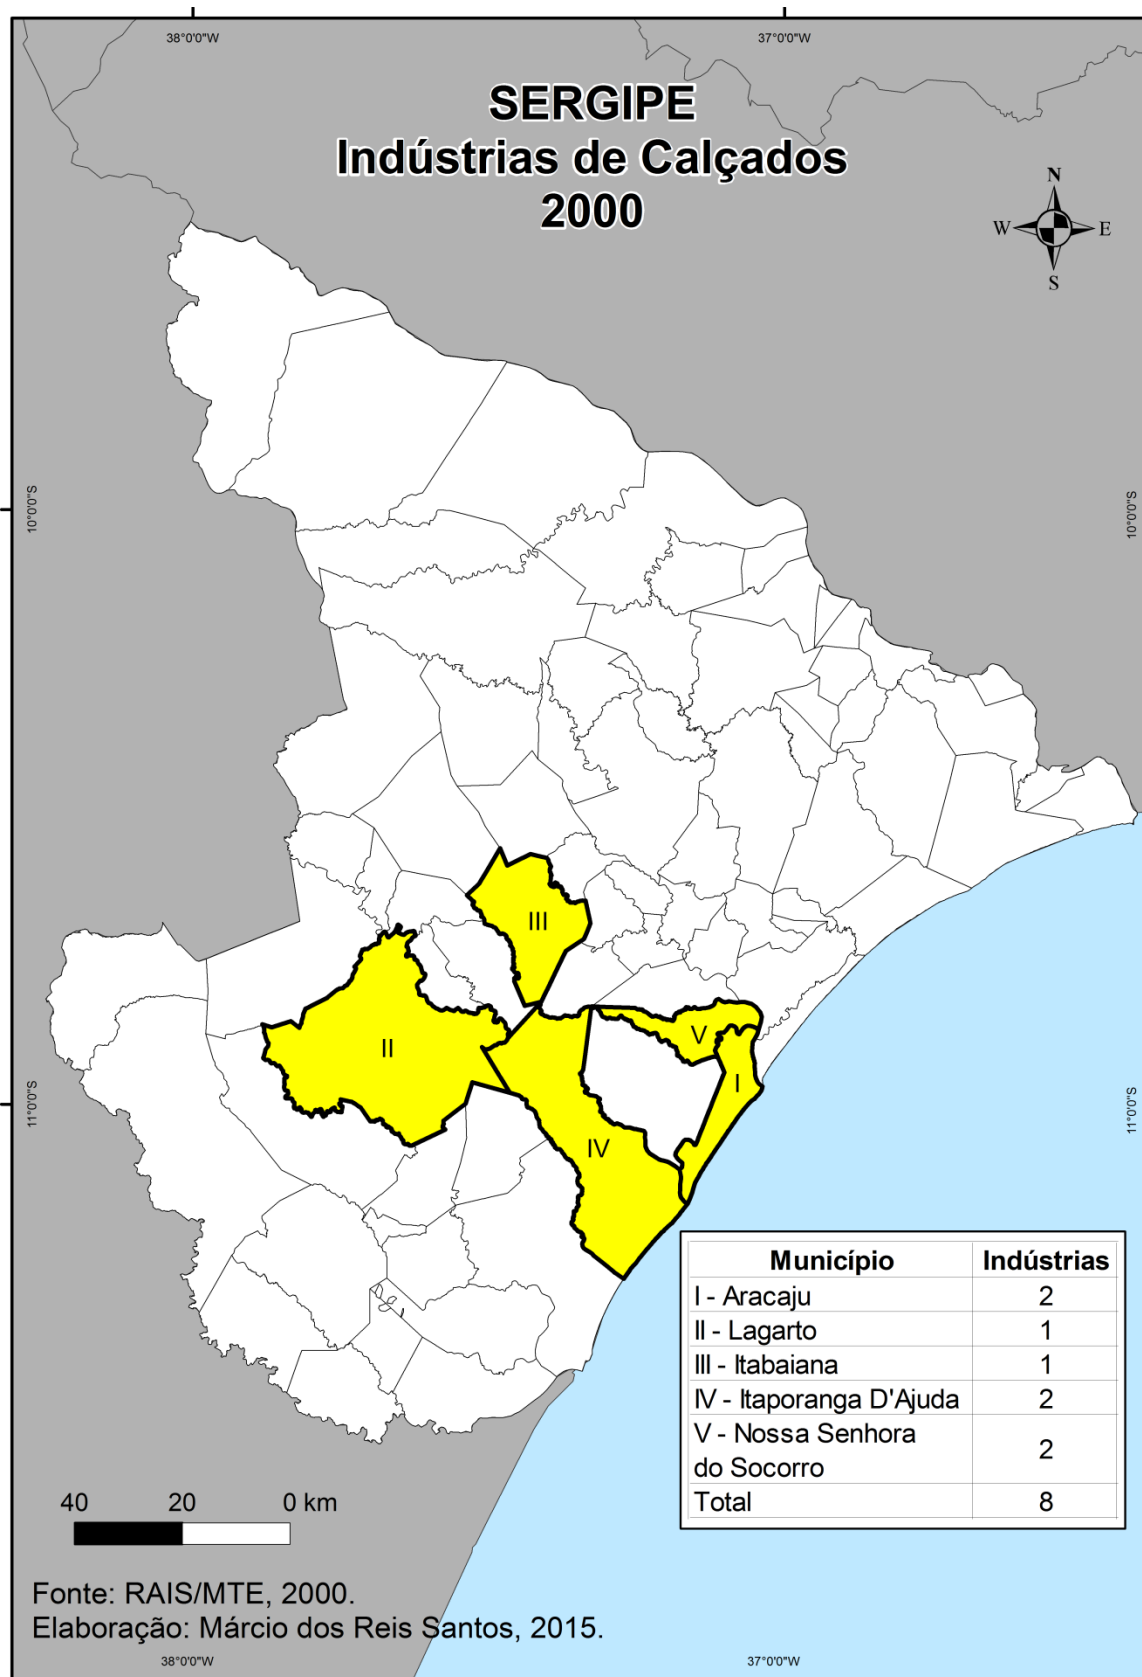 38°0'0"W
37°0'0"W
SERGIPE
Indústrias de Calçados
2000
N
W
E
S
10°0'0"S
10°0'0"S
III
V
II
I
IV
11°0'0"S
11°0'0"S
Município Indústrias
I - Aracaju 2
II - Lagarto 1
III - Itabaiana 1
IV - Itaporanga D'Ajuda 2
V - Nossa Senhora
do Socorro 2
Total 8
40 20 0 km
Fonte: RAIS/MTE, 2000.
Elaboração: Márcio dos Reis Santos, 2015.
38°0'0"W
37°0'0"W